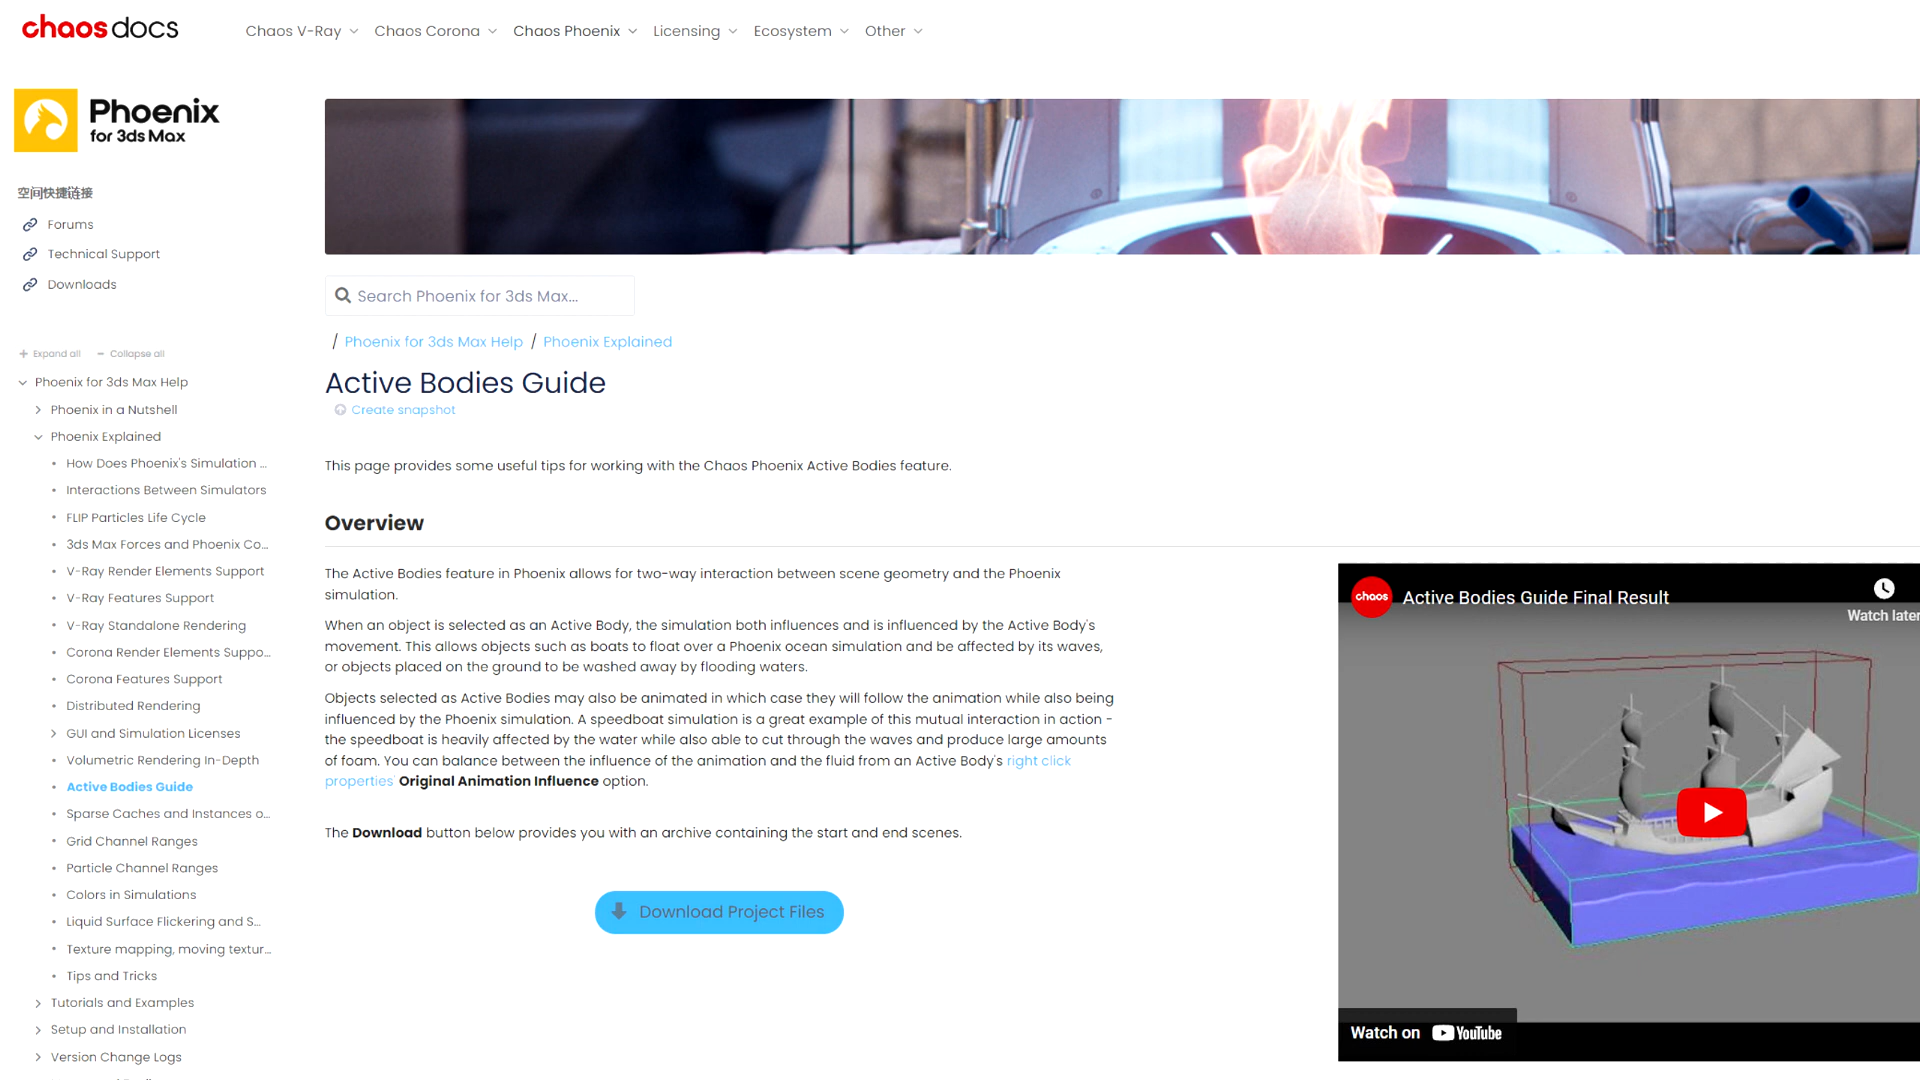 chaos docs
Chaos V-Ray
Chaos Corona
Chaos Phoenix
Licensing
Ecosystem
Other
Phoenix
for 3ds Max
空间快捷链接
Forums
Technical Support
Downloads
Expand all
Collapse all
Phoenix for 3ds Max Help
Phoenix in a Nutshell
Phoenix Explained
How Does Phoenix's Simulation ...
Interactions Between Simulators
FLIP Particles Life Cycle
3ds Max Forces and Phoenix Co...
V-Ray Render Elements Support
V-Ray Features Support
V-Ray Standalone Rendering
Corona Render Elements Suppo...
Corona Features Support
Distributed Rendering
GUI and Simulation Licenses
Volumetric Rendering In-Depth
Active Bodies Guide
Sparse Caches and Instances o...
Grid Channel Ranges
Particle Channel Ranges
Colors in Simulations
Liquid Surface Flickering and S...
Texture mapping, moving textur...
Tips and Tricks
Tutorials and Examples
Setup and Installation
Version Change Logs
Search Phoenix for 3ds Max...
/ Phoenix for 3ds Max Help / Phoenix Explained
Active Bodies Guide
Create snapshot
This page provides some useful tips for working with the Chaos Phoenix Active Bodies feature.
Overview
The Active Bodies feature in Phoenix allows for two-way interaction between scene geometry and the Phoenix
simulation.
When an object is selected as an Active Body, the simulation both influences and is influenced by the Active Body's
movement. This allows objects such as boats to float over a Phoenix ocean simulation and be affected by its waves,
or objects placed on the ground to be washed away by flooding waters.
Objects selected as Active Bodies may also be animated in which case they will follow the animation while also being
influenced by the Phoenix simulation. A speedboat simulation is a great example of this mutual interaction in action -
the speedboat is heavily affected by the water while also able to cut through the waves and produce large amounts
of foam. You can balance between the influence of the animation and the fluid from an Active Body's right click
properties' Original Animation Influence option.
The Download button below provides you with an archive containing the start and end scenes.
Download Project Files
chaos
Active Bodies Guide Final Result
Watch later
Watch on YouTube